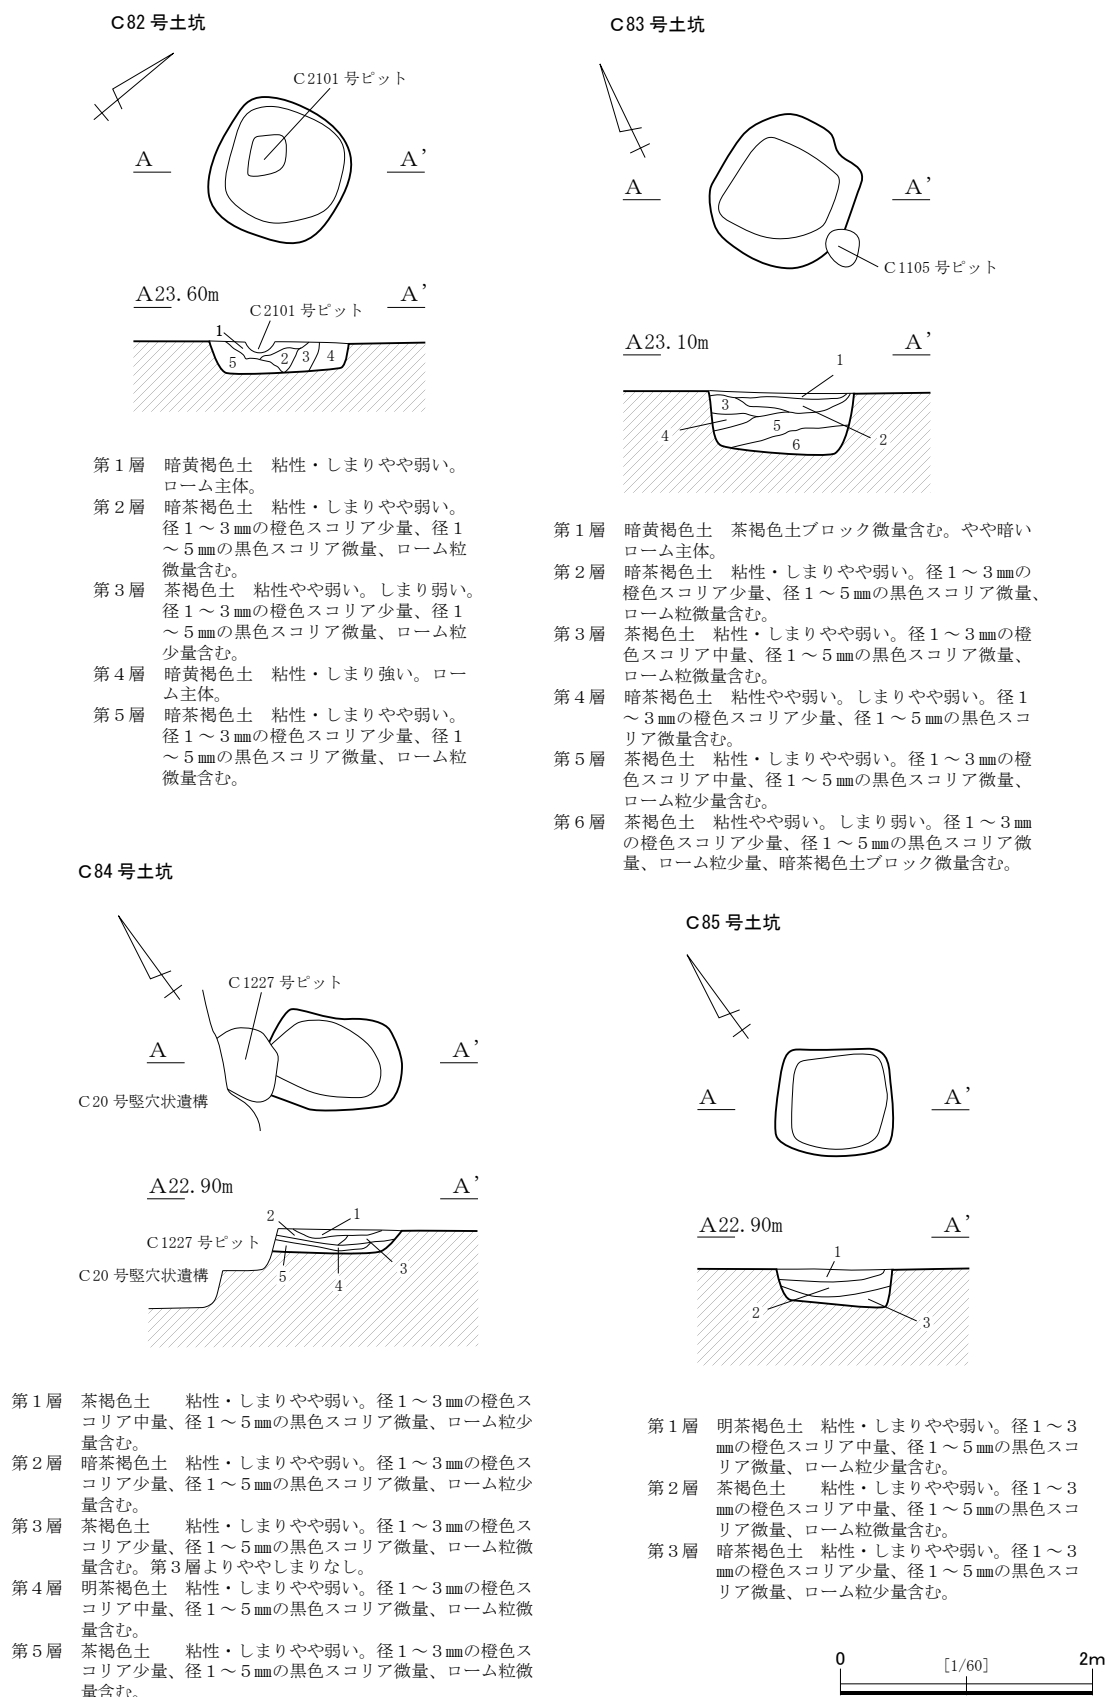 C82 号土坑
C2101 号ピット
A
A’
A23. 60m
A’
C2101 号ピット
1
5
2
3
4
第１層　暗黄褐色土　粘性・しまりやや弱い。
ローム主体。
第２層　暗茶褐色土　粘性・しまりやや弱い。
径１～３㎜の橙色スコリア少量、径１
～５㎜の黒色スコリア微量、ローム粒
微量含む。
第３層　茶褐色土　粘性やや弱い。しまり弱い。
径１～３㎜の橙色スコリア少量、径１
～５㎜の黒色スコリア微量、ローム粒
少量含む。
第４層　暗黄褐色土　粘性・しまり強い。ロー
ム主体。
第５層　暗茶褐色土　粘性・しまりやや弱い。
径１～３㎜の橙色スコリア少量、径１
～５㎜の黒色スコリア微量、ローム粒
微量含む。
C83 号土坑
A
A’
C1105 号ピット
A23. 10m
A’
1
3
4
5
2
6
第１層　暗黄褐色土　茶褐色土ブロック微量含む。やや暗い
ローム主体。
第２層　暗茶褐色土　粘性・しまりやや弱い。径１～３㎜の
橙色スコリア少量、径１～５㎜の黒色スコリア微量、
ローム粒微量含む。
第３層　茶褐色土　粘性・しまりやや弱い。径１～３㎜の橙
色スコリア中量、径１～５㎜の黒色スコリア微量、
ローム粒微量含む。
第４層　暗茶褐色土　粘性やや弱い。しまりやや弱い。径１
～３㎜の橙色スコリア少量、径１～５㎜の黒色スコ
リア微量含む。
第５層　茶褐色土　粘性・しまりやや弱い。径１～３㎜の橙
色スコリア中量、径１～５㎜の黒色スコリア微量、
ローム粒少量含む。
第６層　茶褐色土　粘性やや弱い。しまり弱い。径１～３㎜
の橙色スコリア少量、径１～５㎜の黒色スコリア微
量、ローム粒少量、暗茶褐色土ブロック微量含む。
C84 号土坑
C1227 号ピット
A
A’
C20 号竪穴状遺構
A22. 90m
A’
2
1
C1227 号ピット
C20 号竪穴状遺構
5
4
3
第１層　茶褐色土　　粘性・しまりやや弱い。径１～３㎜の橙色ス
コリア中量、径１～５㎜の黒色スコリア微量、ローム粒少
量含む。
第２層　暗茶褐色土　粘性・しまりやや弱い。径１～３㎜の橙色ス
コリア少量、径１～５㎜の黒色スコリア微量、ローム粒少
量含む。
第３層　茶褐色土　　粘性・しまりやや弱い。径１～３㎜の橙色ス
コリア少量、径１～５㎜の黒色スコリア微量、ローム粒微
量含む。第３層よりややしまりなし。
第４層　明茶褐色土　粘性・しまりやや弱い。径１～３㎜の橙色ス
コリア中量、径１～５㎜の黒色スコリア微量、ローム粒微
量含む。
第５層　茶褐色土　　粘性・しまりやや弱い。径１～３㎜の橙色ス
コリア少量、径１～５㎜の黒色スコリア微量、ローム粒微
量含む。
C85 号土坑
A
A’
A22. 90m
A’
1
2
3
第１層　明茶褐色土　粘性・しまりやや弱い。径１～３
㎜の橙色スコリア中量、径１～５㎜の黒色スコ
リア微量、ローム粒少量含む。
第２層　茶褐色土　　粘性・しまりやや弱い。径１～３
㎜の橙色スコリア中量、径１～５㎜の黒色スコ
リア微量、ローム粒微量含む。
第３層　暗茶褐色土　粘性・しまりやや弱い。径１～３
㎜の橙色スコリア少量、径１～５㎜の黒色スコ
リア微量、ローム粒少量含む。
0
[1/60]
2m